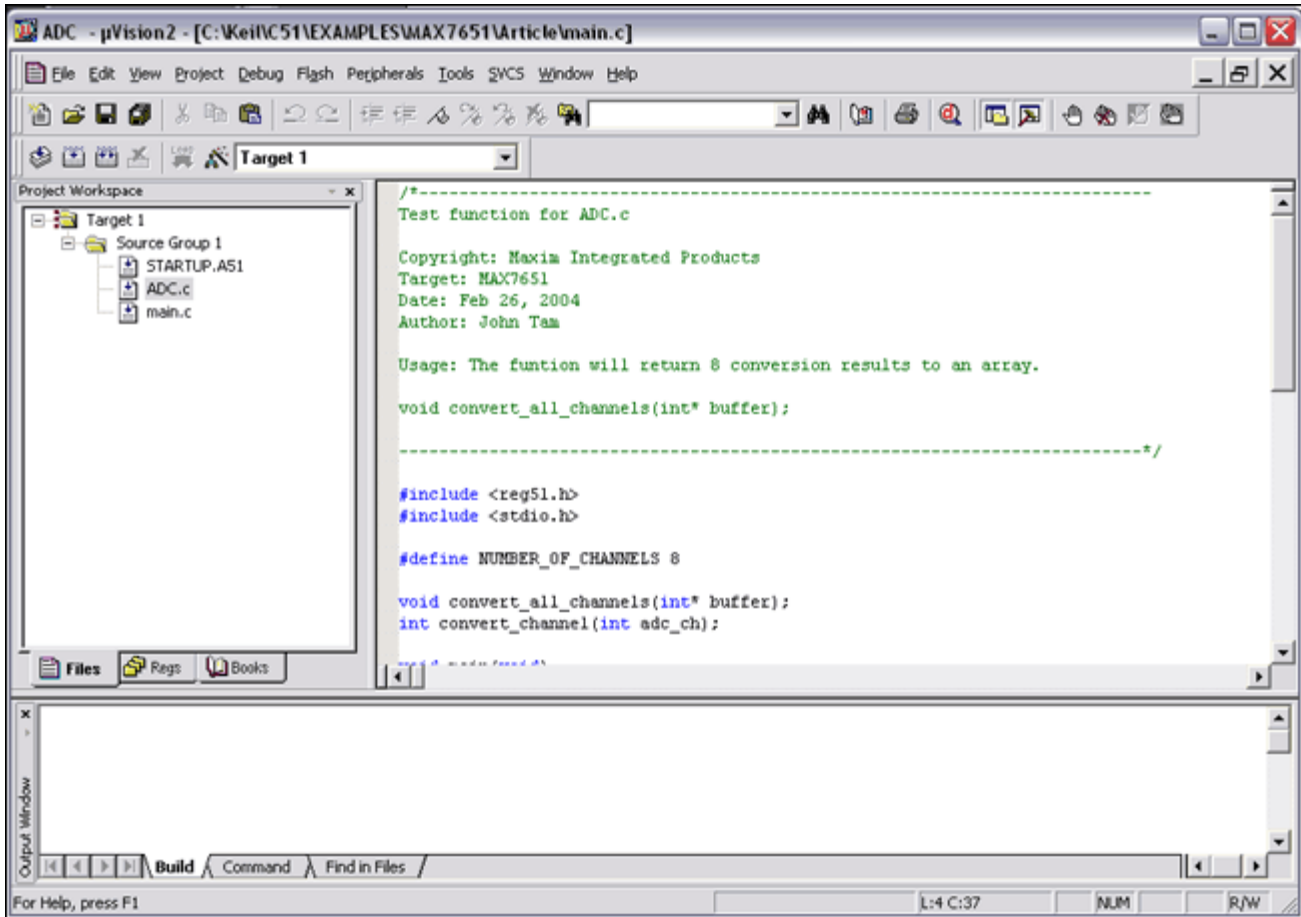 ADC - µVision2 - [C:\Keil\C51\EXAMPLES\MAX7651\Article\main.c]
File Edit View Project Debug Flash Peripherals Tools SVCS Window Help
Target 1
Project Workspace
Target 1
Source Group 1
STARTUP.A51
ADC.c
main.c
Files Regs Books
/*-------------------------------------------------------------------------
Test function for ADC.c
Copyright: Maxim Integrated Products
Target: MAX7651
Date: Feb 26, 2004
Author: John Tam
Usage: The funtion will return 8 conversion results to an array.
void convert_all_channels(int* buffer);
--------------------------------------------------------------------------*/
#include <reg51.h>
#include <stdio.h>
#define NUMBER_OF_CHANNELS 8
void convert_all_channels(int* buffer);
int convert_channel(int adc_ch);
void main(void)
Output Window
Build Command Find in Files
For Help, press F1
L:4 C:37 NUM R/W